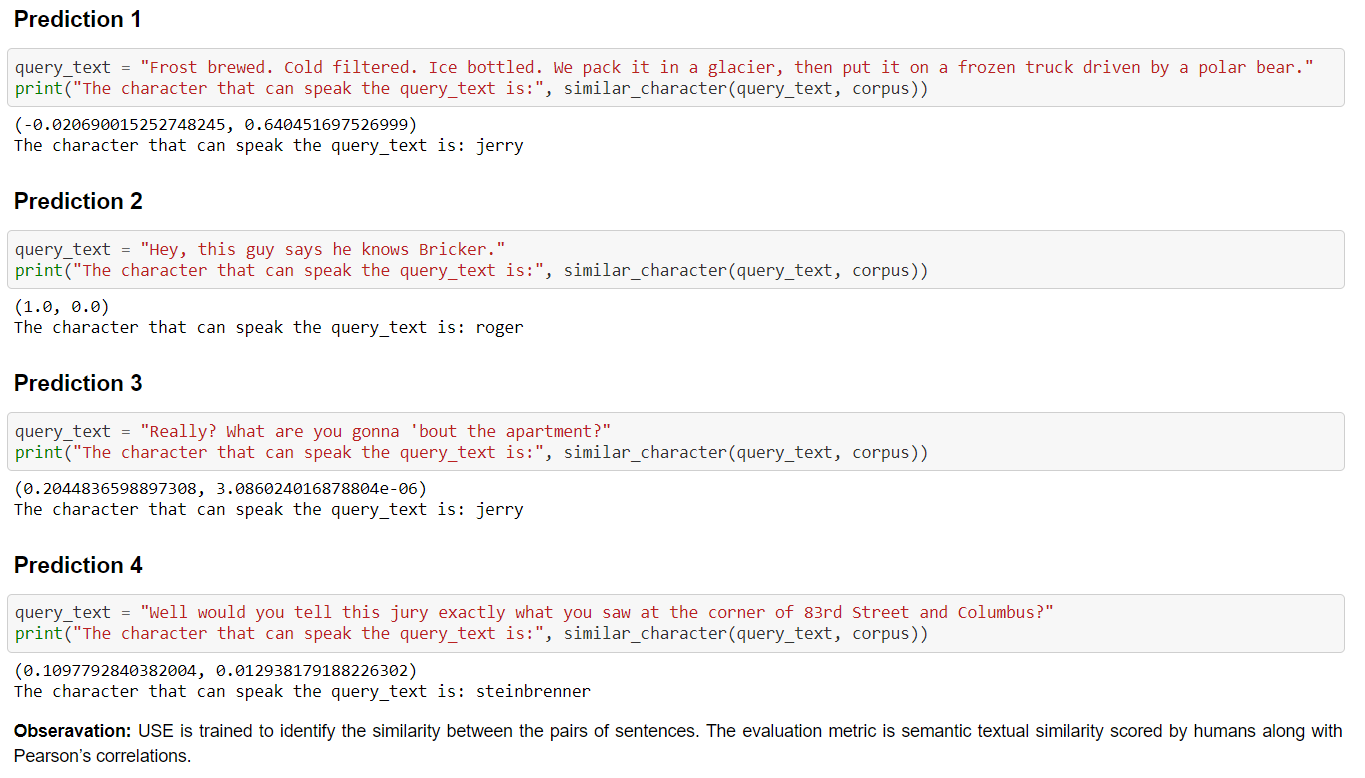 Prediction 1
query_text = "Frost brewed. Cold filtered. Ice bottled. We pack it in a glacier, then put it on a frozen truck driven by a polar bear."
print("The character that can speak the query_text is:", similar_character(query_text, corpus))
(-0.020690015252748245, 0.640451697526999)
The character that can speak the query_text is: jerry
Prediction 2
query_text = "Hey, this guy says he knows Bricker."
print("The character that can speak the query_text is:", similar_character(query_text, corpus))
(1.0, 0.0)
The character that can speak the query_text is: roger
Prediction 3
query_text = "Really? What are you gonna 'bout the apartment?"
print("The character that can speak the query_text is:", similar_character(query_text, corpus))
(0.2044836598897308, 3.086024016878804e-06)
The character that can speak the query_text is: jerry
Prediction 4
query_text = "Well would you tell this jury exactly what you saw at the corner of 83rd Street and Columbus?"
print("The character that can speak the query_text is:", similar_character(query_text, corpus))
(0.1097792840382004, 0.012938179188226302)
The character that can speak the query_text is: steinbrenner
Obseravation: USE is trained to identify the similarity between the pairs of sentences. The evaluation metric is semantic textual similarity scored by humans along with
Pearson’s correlations.